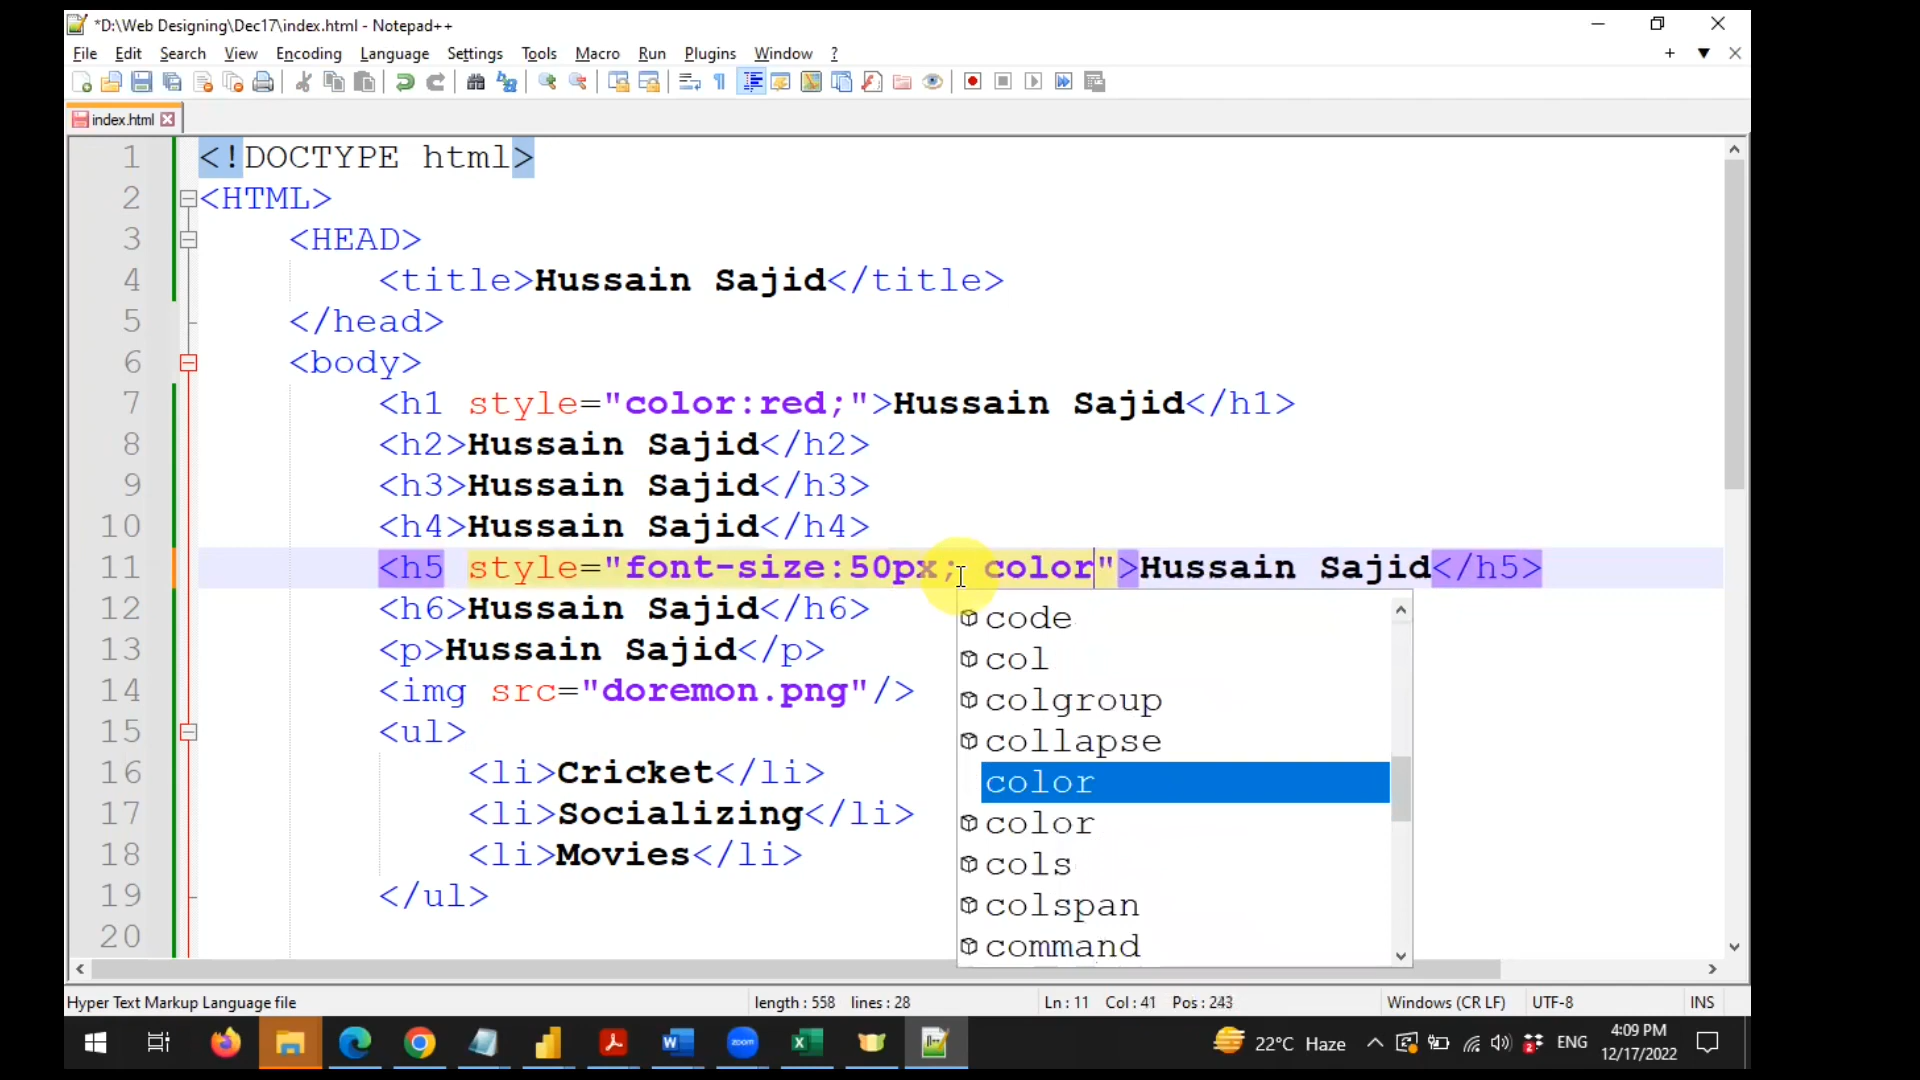 *D:\Web Designing\Dec17\index.html - Notepad++
File Edit Search View Encoding Language Settings Tools Macro Run Plugins Window ?
index.html
1 <!DOCTYPE html>
2 <HTML>
3 <HEAD>
4 <title>Hussain Sajid</title>
5 </head>
6 <body>
7 <h1 style="color:red;">Hussain Sajid</h1>
8 <h2>Hussain Sajid</h2>
9 <h3>Hussain Sajid</h3>
10 <h4>Hussain Sajid</h4>
11 <h5 style="font-size:50px; color">Hussain Sajid</h5>
12 <h6>Hussain Sajid</h6>
13 <p>Hussain Sajid</p>
14 <img src="doremon.png"/>
15 <ul>
16 <li>Cricket</li>
17 <li>Socializing</li>
18 <li>Movies</li>
19 </ul>
20
code
col
colgroup
collapse
color
color
cols
colspan
command
Hyper Text Markup Language file length : 558 lines : 28 Ln : 11 Col : 41 Pos : 243 Windows (CR LF) UTF-8 INS
zoom
22°C Haze 2 ENG 4:09 PM
12/17/2022